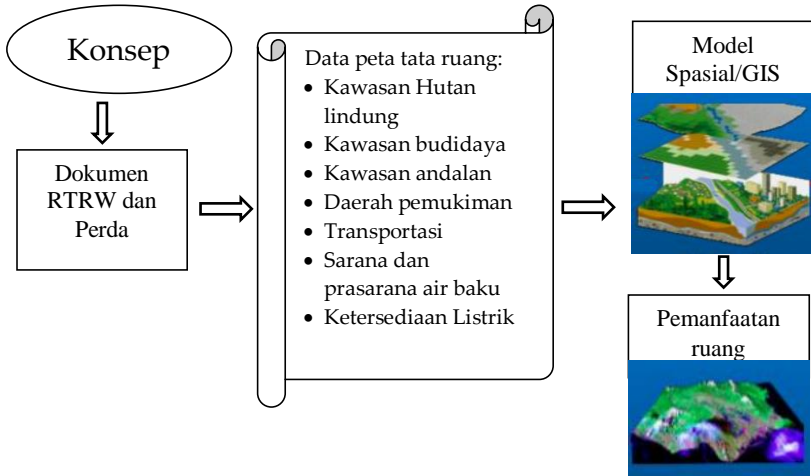 Konsep
Dokumen
RTRW dan
Perda
Data peta tata ruang:
• Kawasan Hutan
lindung
• Kawasan budidaya
• Kawasan andalan
• Daerah pemukiman
• Transportasi
• Sarana dan
prasarana air baku
• Ketersediaan Listrik
Model
Spasial/GIS
Pemanfaatan
ruang